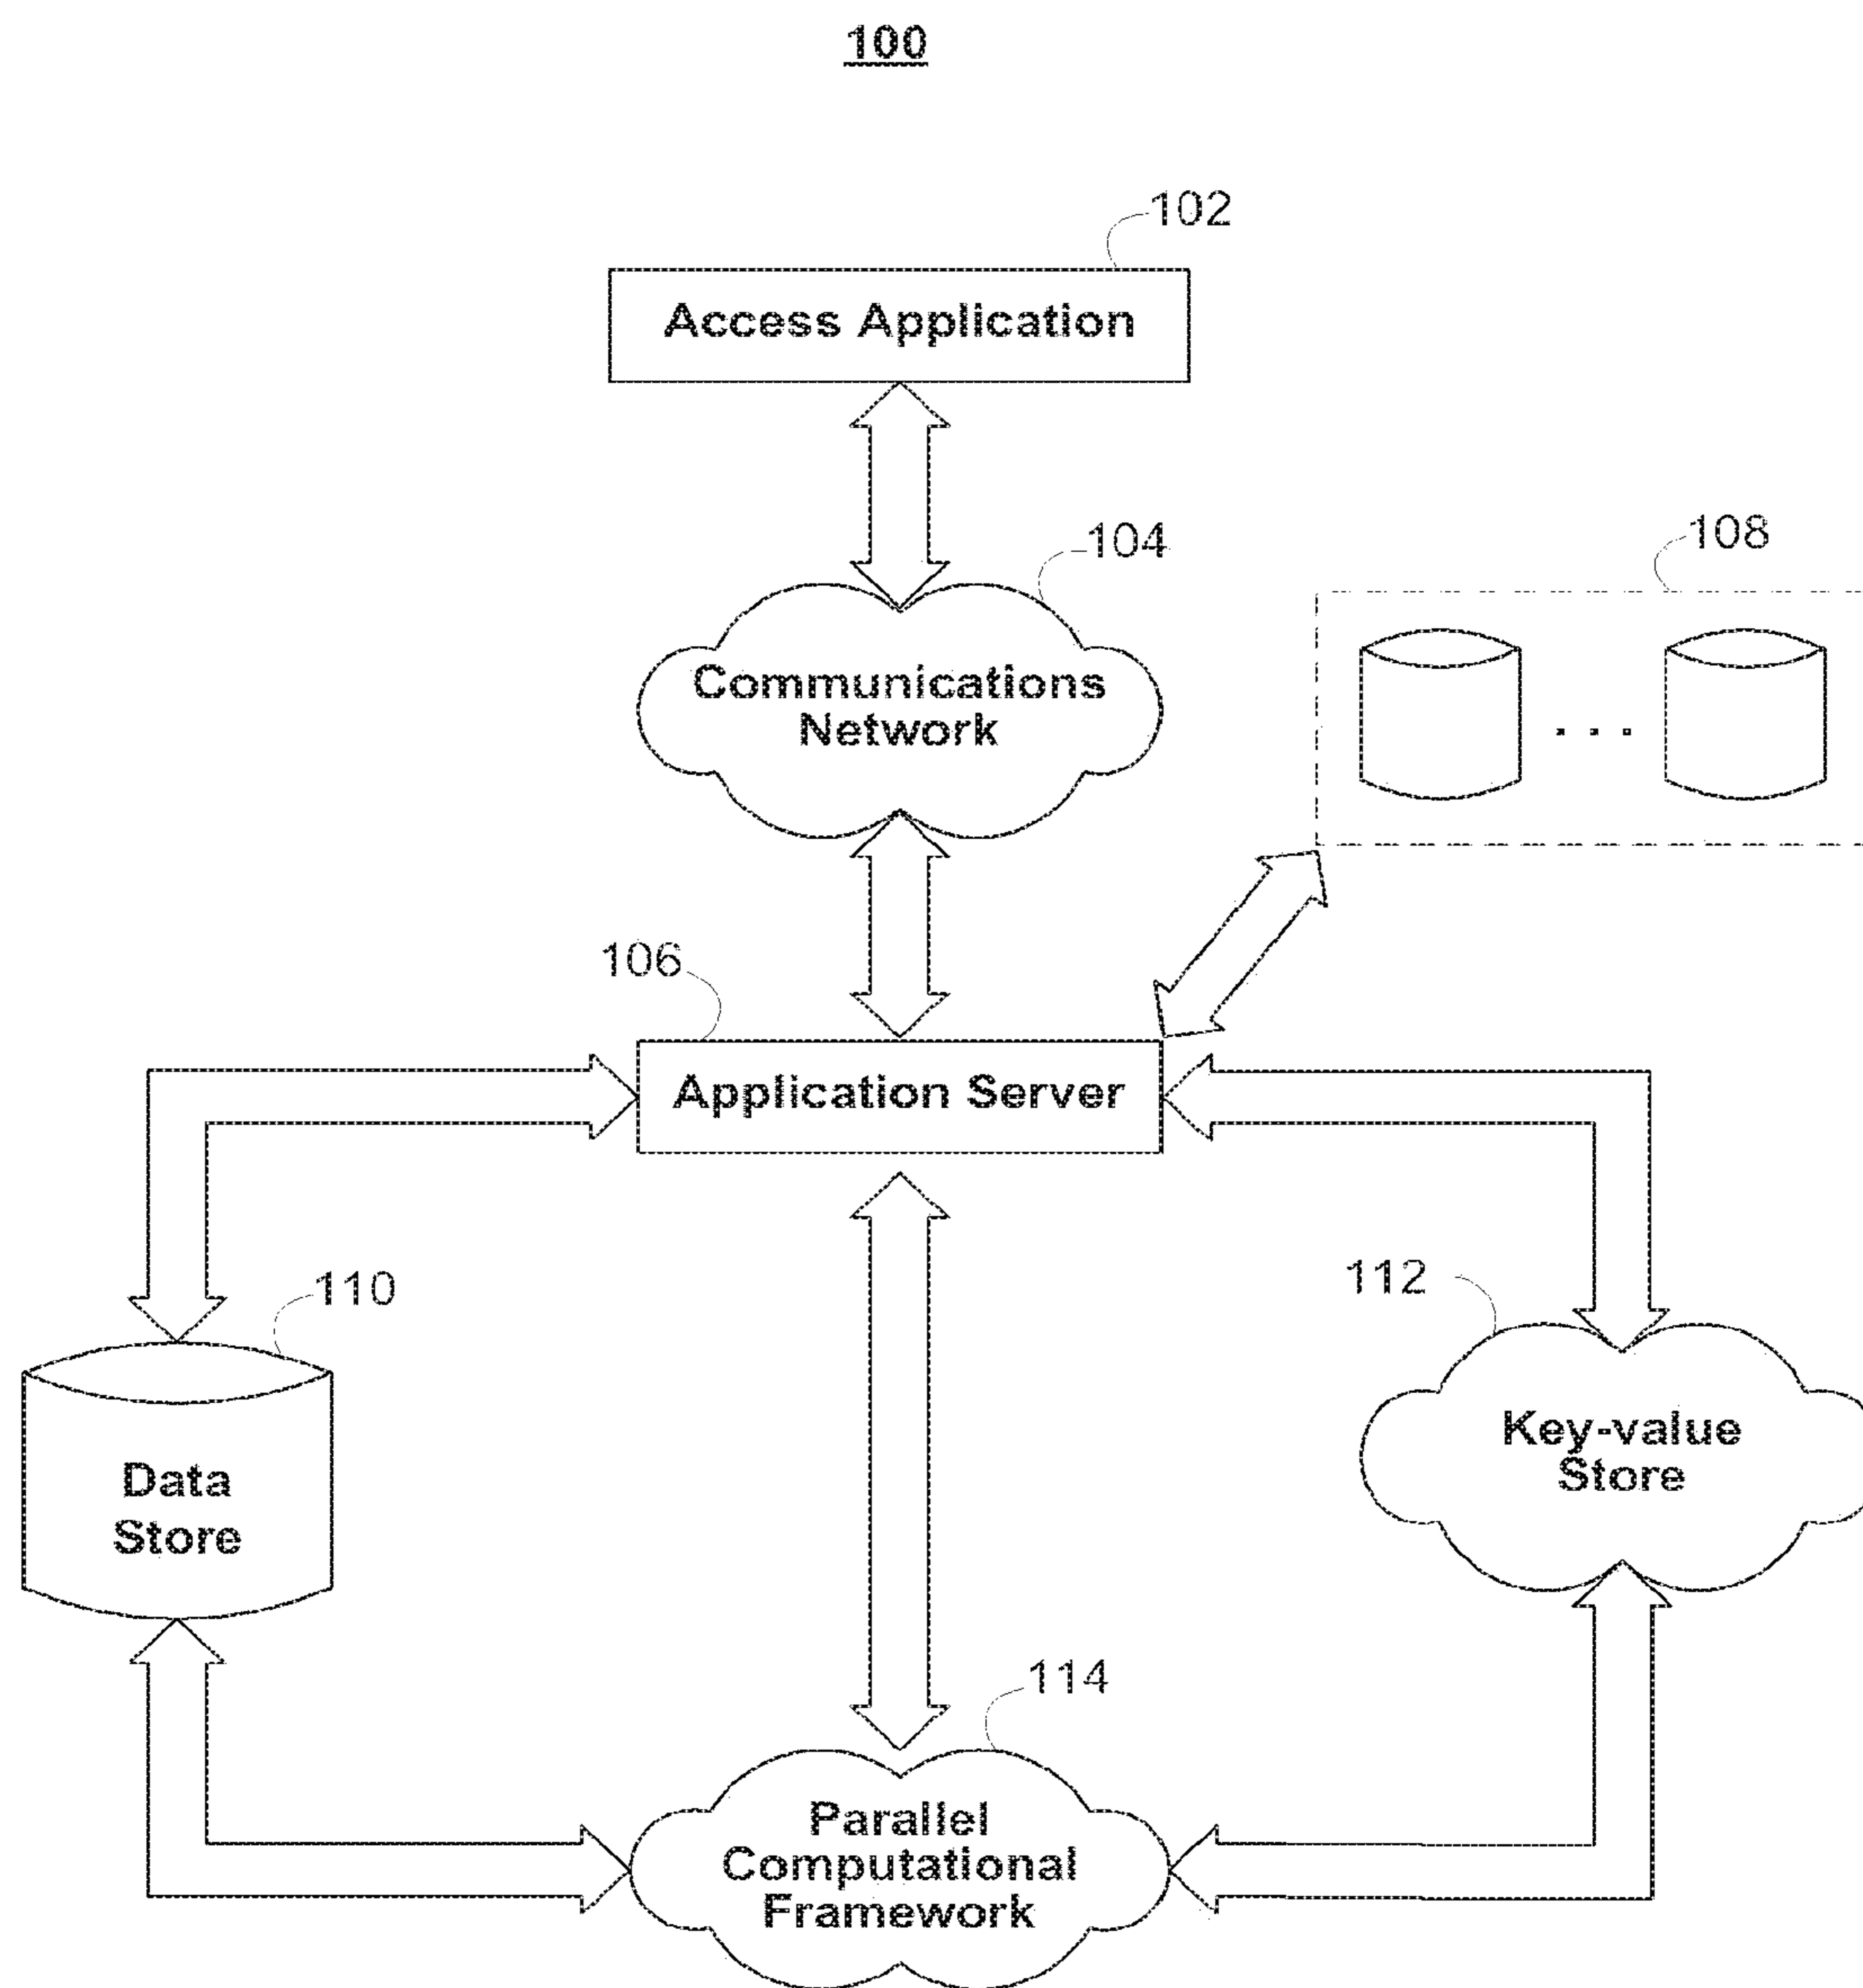 100
102
Access Application
104
108
Communications
Network
. . .
106
Application Server
110
112
Data
Store
Key-value
Store
114
Parallel
Computational
Framework